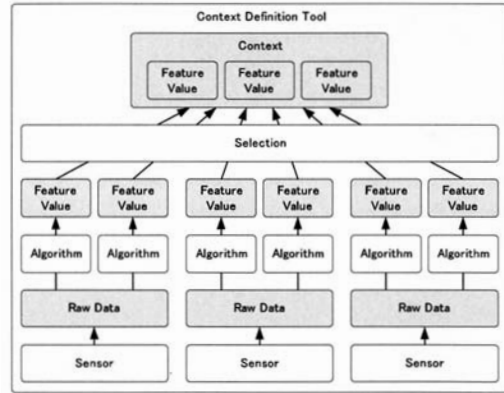 Context Definition Tool
Context
Feature Feature Feature
Value Value Value
Selection
Feature Feature Feature Feature Feature Feature
Value Value Value Value Value Value
Algorithm Algorithm Algorithm Algorithm Algorithm Algorithm
Raw Data Raw Data Raw Data
Sensor Sensor Sensor